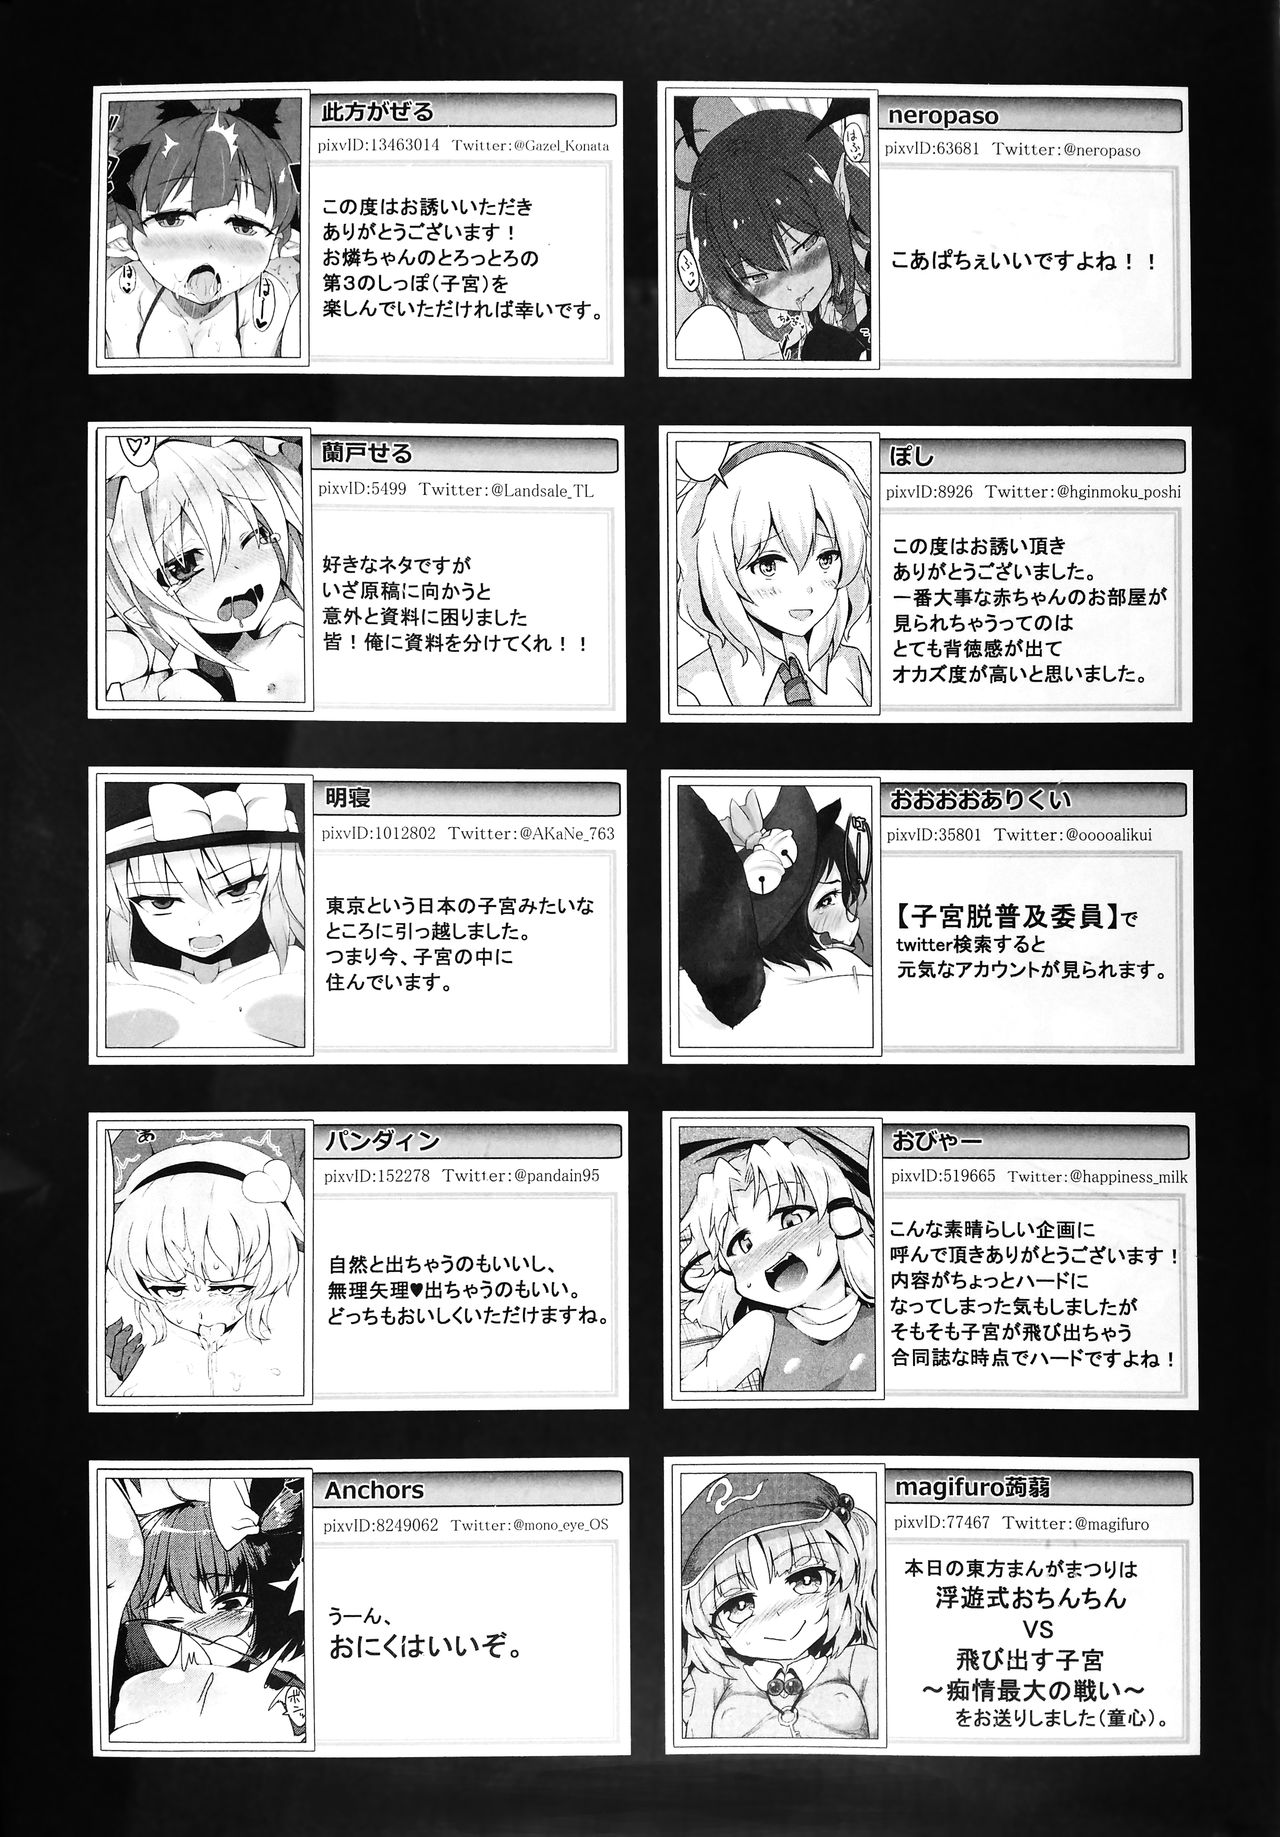 此方がぜる
pixvID:13463014 Twitter:@Gazel_Konata
この度はお誘いいただき
ありがとうございます！
お燐ちゃんのとろっとろの
第３のしっぽ（子宮）を
楽しんでいただければ幸いです。
neropaso
pixvID:63681 Twitter:@neropaso
こあぱちぇいいですよね！！
蘭戸せる
pixvID:5499 Twitter:@Landsale_TL
好きなネタですが
いざ原稿に向かうと
意外と資料に困りました
皆！俺に資料を分けてくれ！！
ぽし
pixvID:8926 Twitter:@hginmoku_poshi
この度はお誘い頂き
ありがとうございました。
一番大事な赤ちゃんのお部屋が
見られちゃうってのは
とても背徳感が出て
オカズ度が高いと思いました。
明寝
pixvID:1012802 Twitter:@AKaNe_763
東京という日本の子宮みたいな
ところに引っ越しました。
つまり今、子宮の中に
住んでいます。
おおおおありくい
pixvID:35801 Twitter:@ooooalikui
【子宮脱普及委員】で
twitter検索すると
元気なアカウントが見られます。
パンダイン
pixvID:152278 Twitter:@pandain95
あ
自然と出ちゃうのもいいし、
無理矢理♥出ちゃうのもいい。
どっちもおいしくいただけますね。
おびゃー
pixvID:519665 Twitter:@happiness_milk
こんな素晴らしい企画に
呼んで頂きありがとうございます！
内容がちょっとハードに
なってしまった気もしましたが
そもそも子宮が飛び出ちゃう
合同誌な時点でハードですよね！
Anchors
pixvID:8249062 Twitter:@mono_eye_OS
うーん、
おにくはいいぞ。
magifuro蒟蒻
pixvID:77467 Twitter:@magifuro
本日の東方まんがまつりは
浮遊式おちんちん
VS
飛び出す子宮
～痴情最大の戦い～
をお送りしました（童心）。